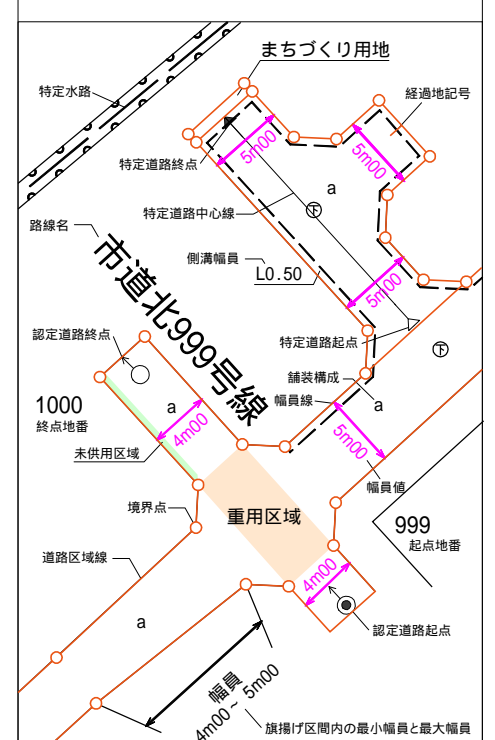 まちづくり用地
特定水路
経過地記号
5m00
5m00
特定道路終点
a
特定道路中心線
下
路線名
側溝幅員
L0.50
5m00
市道北999号線
認定道路終点
特定道路起点
下
舗装構成
幅員線
a
1000
終点地番
a
4m00
5m00
未供用区域
幅員値
境界点
重用区域
999
起点地番
道路区域線
4m00
a
認定道路起点
幅員
4m00~5m00
旗揚げ区間内の最小幅員と最大幅員